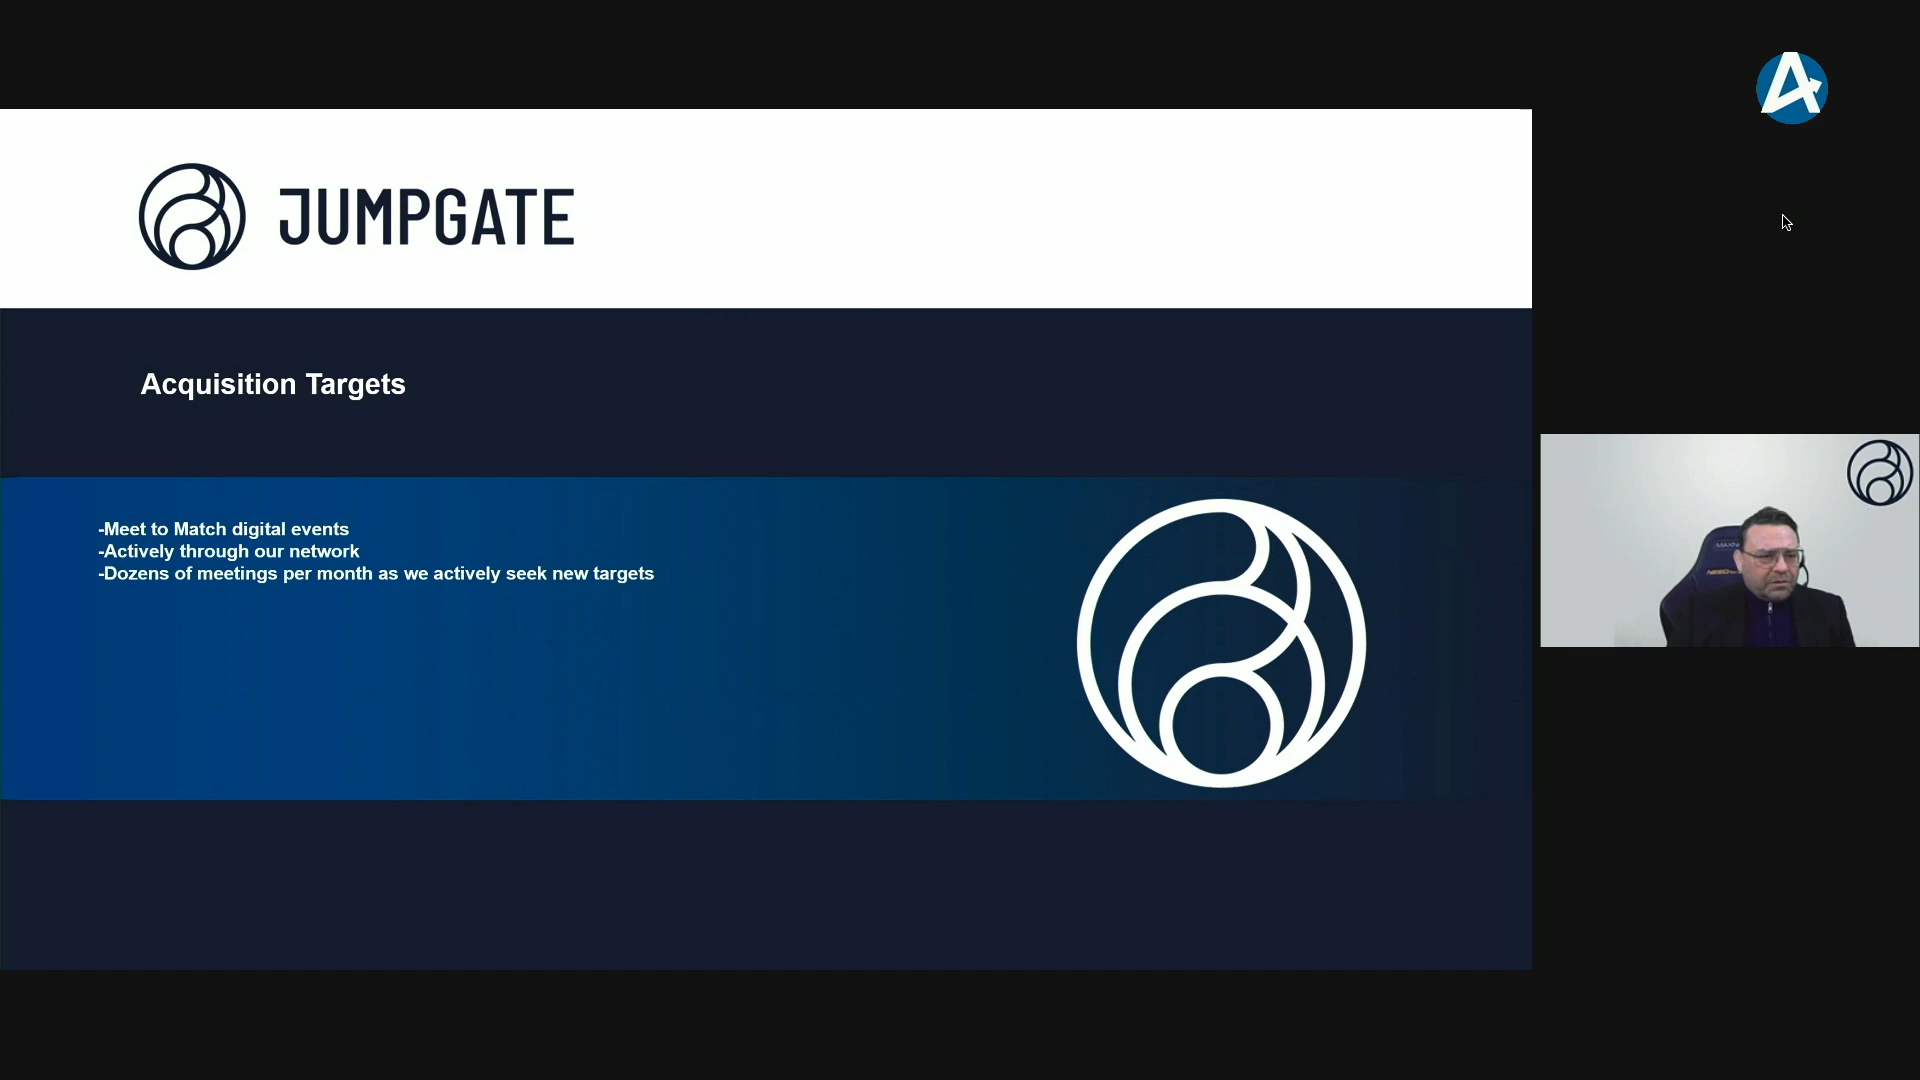 JUMPGATE
Acquisition Targets
-Meet to Match digital events
-Actively through our network
-Dozens of meetings per month as we actively seek new targets